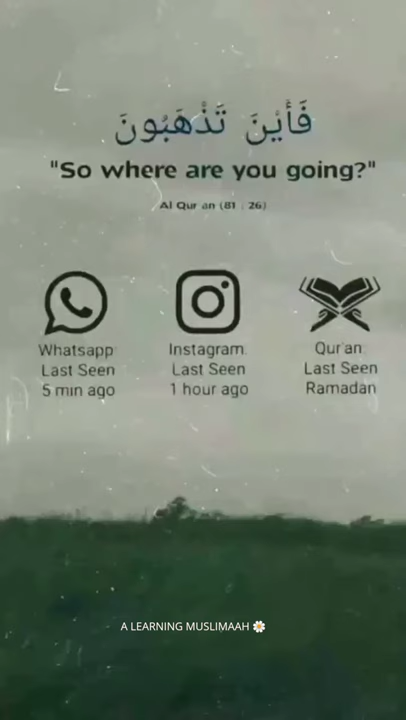 فَأَيْنَ تَذْهَبُونَ
"So where are you going?"
Al Qur an (81 : 26)
Whatsapp:
Last Seen
5 min ago
Instagram:
Last Seen
1 hour ago
Qur'an:
Last Seen
Ramadan
A LEARNING MUSLIMAAH 🌼